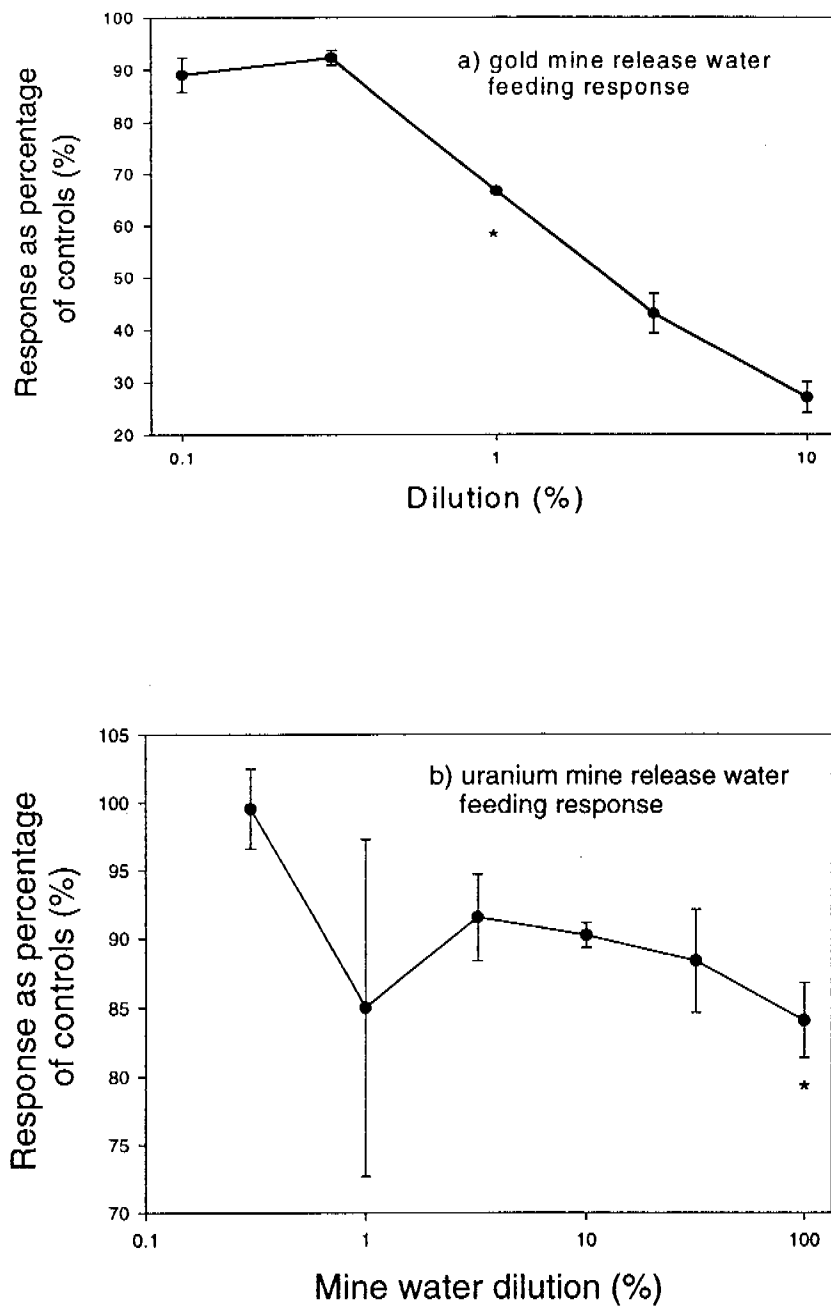 100
90
80
70
60
50
40
30
20
Response as percentage
of controls (%)
a) gold mine release water
feeding response
*
0.1
1
10
Dilution (%)
105
100
95
90
85
80
75
70
Response as percentage
of controls (%)
b) uranium mine release water
feeding response
*
0.1
1
10
100
Mine water dilution (%)